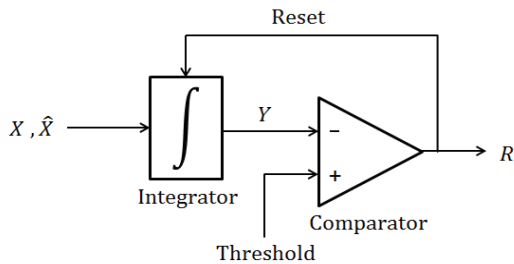 Reset
X , X̂
∫
Y
−
+
R
Integrator
Comparator
Threshold